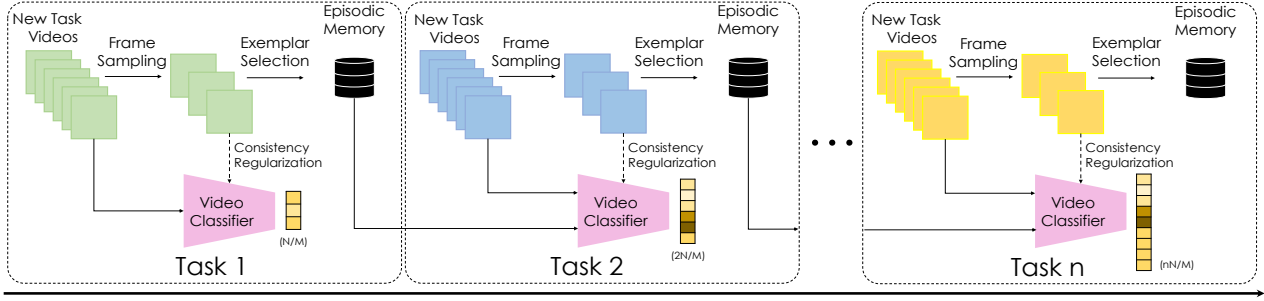 New Task
Videos
Frame
Sampling
Exemplar
Selection
Episodic
Memory
Consistency
Regularization
Video
Classifier
(N/M)
Task 1
New Task
Videos
Frame
Sampling
Exemplar
Selection
Episodic
Memory
Consistency
Regularization
Video
Classifier
(2N/M)
Task 2
New Task
Videos
Frame
Sampling
Exemplar
Selection
Episodic
Memory
Consistency
Regularization
Video
Classifier
(nN/M)
Task n